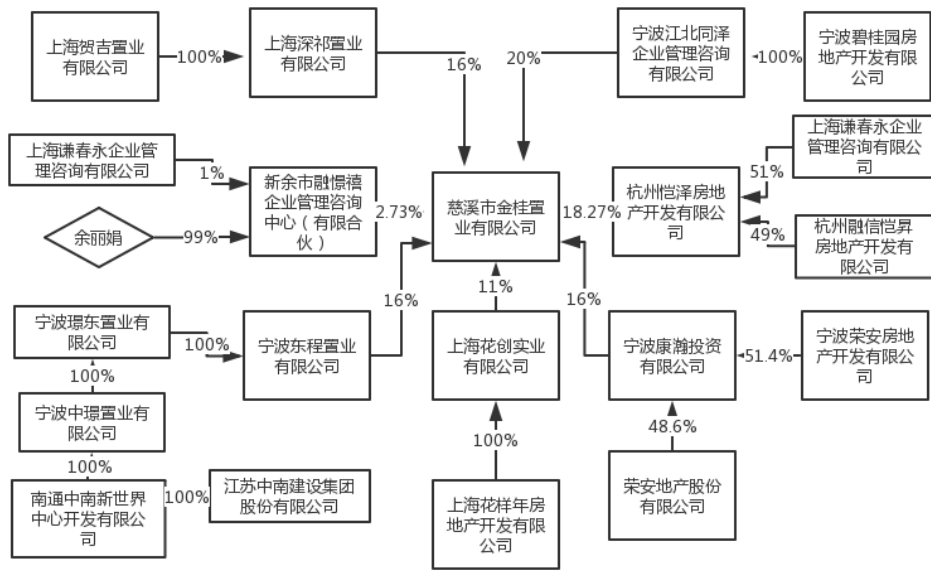 上海贺吉置业
有限公司
100%
上海深祁置业
有限公司
16%
20%
宁波江北同泽
企业管理咨询
有限公司
100%
宁波碧桂园房
地产开发有限
公司
上海谦春永企业管
理咨询有限公司
1%
余丽娟
99%
新余市融憬禧
企业管理咨询
中心（有限合
伙）
2.73%
慈溪市金桂置
业有限公司
18.27%
杭州恺泽房地
产开发有限公
司
51%
上海谦春永企业
管理咨询有限公
司
49%
杭州融信恺昇
房地产开发有
限公司
宁波璟东置业有
限公司
100%
宁波东程置业
有限公司
16%
11%
上海花创实业
有限公司
16%
宁波康瀚投资
有限公司
51.4%
宁波荣安房地
产开发有限公
司
100%
宁波中璟置业有
限公司
100%
南通中南新世界
中心开发有限公
司
100%
江苏中南建设集团
股份有限公司
100%
上海花样年房
地产开发有限
公司
48.6%
荣安地产股份
有限公司